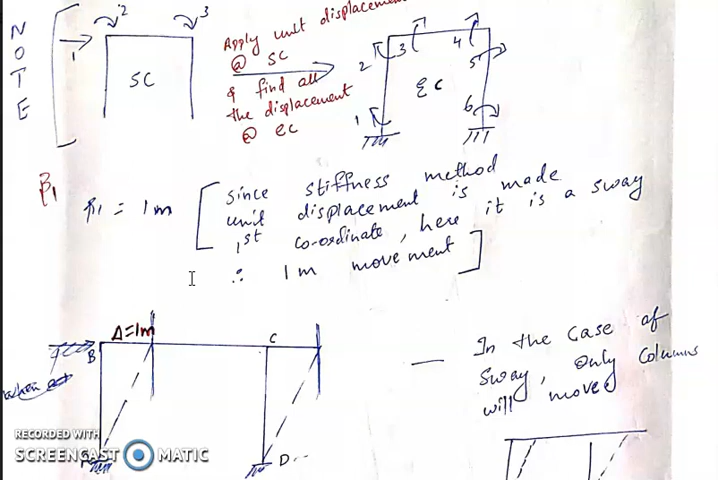 NOTE
2
3
1
SC
Apply unit displacement
@ SC
& find all
the displacement
@ EC
2
3
4
5
1
6
EC
β1
β1 = 1m
since stiffness method
unit displacement is made
1st co-ordinate, here it is a sway
∴ 1m movement
Δ=1m
B
C
D
In the case of
Sway, only columns
will move
RECORDED WITH
SCREENCAST MATIC